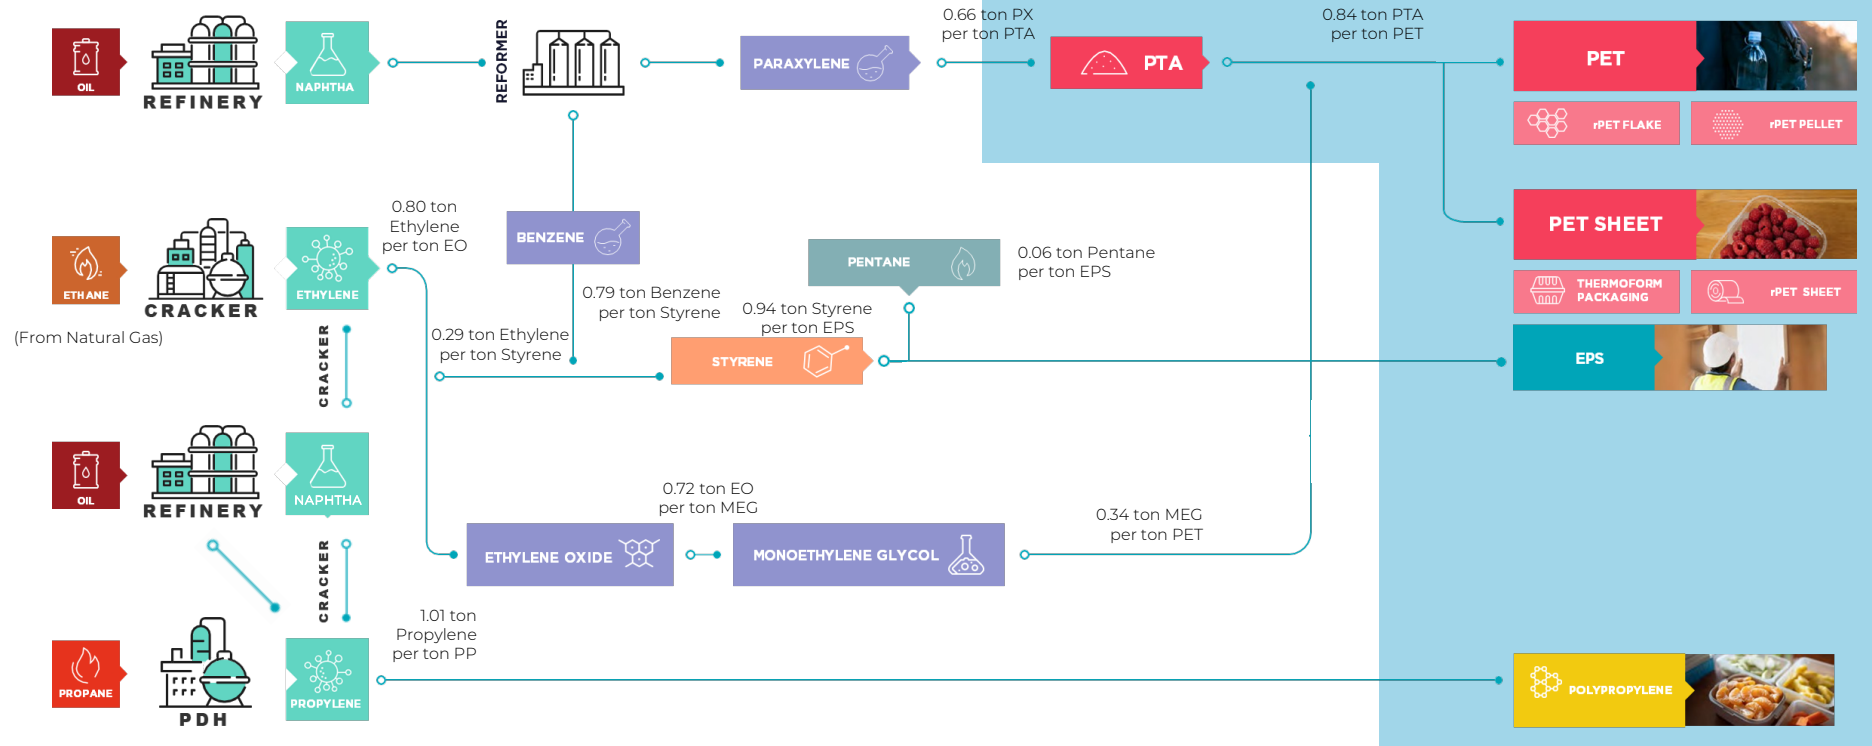 0.66 ton PX
per ton PTA
0.84 ton PTA
per ton PET
OIL
REFINERY
NAPHTHA
REFORMER
PARAXYLENE
PTA
PET
rPET FLAKE
rPET PELLET
0.80 ton
Ethylene
per ton EO
ETHANE
CRACKER
ETHYLENE
(From Natural Gas)
BENZENE
0.79 ton Benzene
per ton Styrene
PENTANE
0.06 ton Pentane
per ton EPS
PET SHEET
THERMOFORM
PACKAGING
rPET SHEET
CRACKER
0.29 ton Ethylene
per ton Styrene
0.94 ton Styrene
per ton EPS
STYRENE
EPS
OIL
REFINERY
NAPHTHA
0.72 ton EO
per ton MEG
ETHYLENE OXIDE
MONOETHYLENE GLYCOL
0.34 ton MEG
per ton PET
CRACKER
1.01 ton
Propylene
per ton PP
PROPANE
PDH
PROPYLENE
POLYPROPYLENE